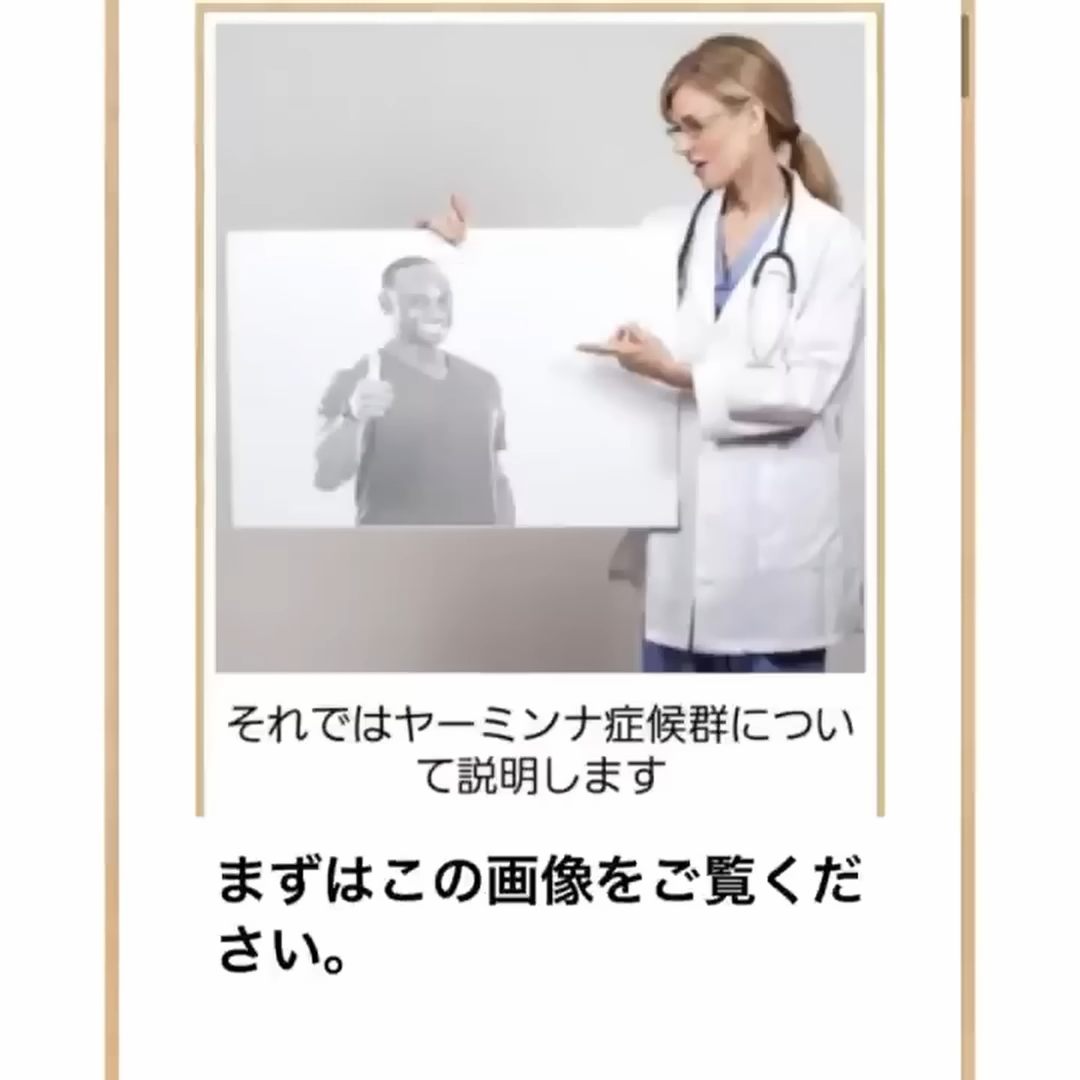 それではヤーミンナ症候群につい
て説明します
まずはこの画像をご覧くだ
さい。